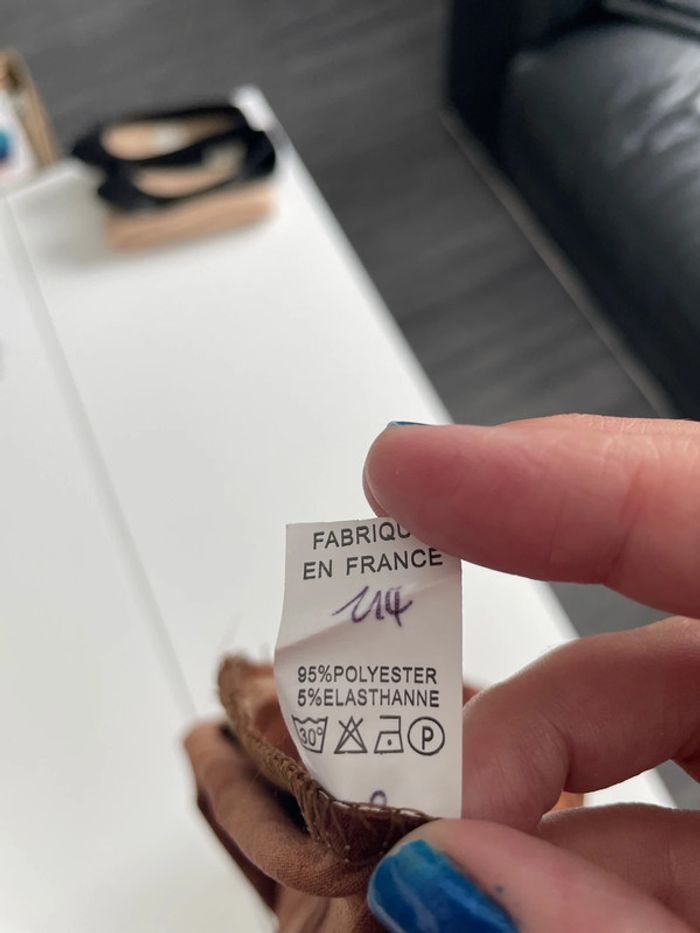 FABRIQU
EN FRANCE
95%POLYESTER
5%ELASTHANNE
30° P